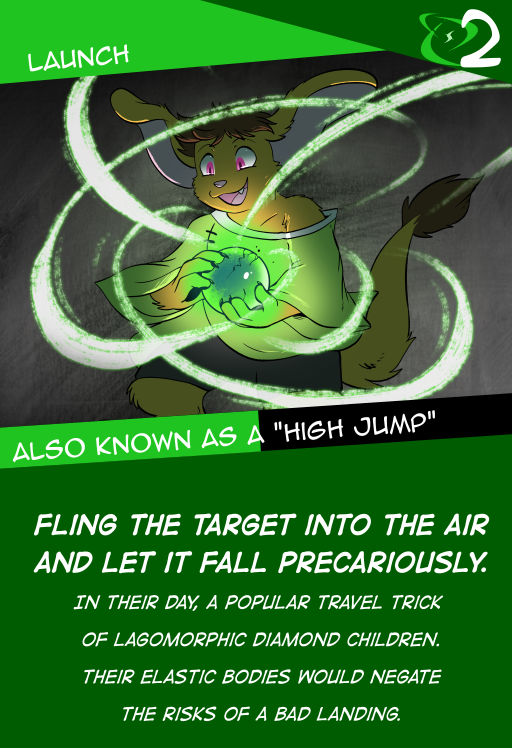 LAUNCH
2
ALSO KNOWN AS A "HIGH JUMP"
FLING THE TARGET INTO THE AIR
AND LET IT FALL PRECARIOUSLY.
IN THEIR DAY, A POPULAR TRAVEL TRICK
OF LAGOMORPHIC DIAMOND CHILDREN.
THEIR ELASTIC BODIES WOULD NEGATE
THE RISKS OF A BAD LANDING.